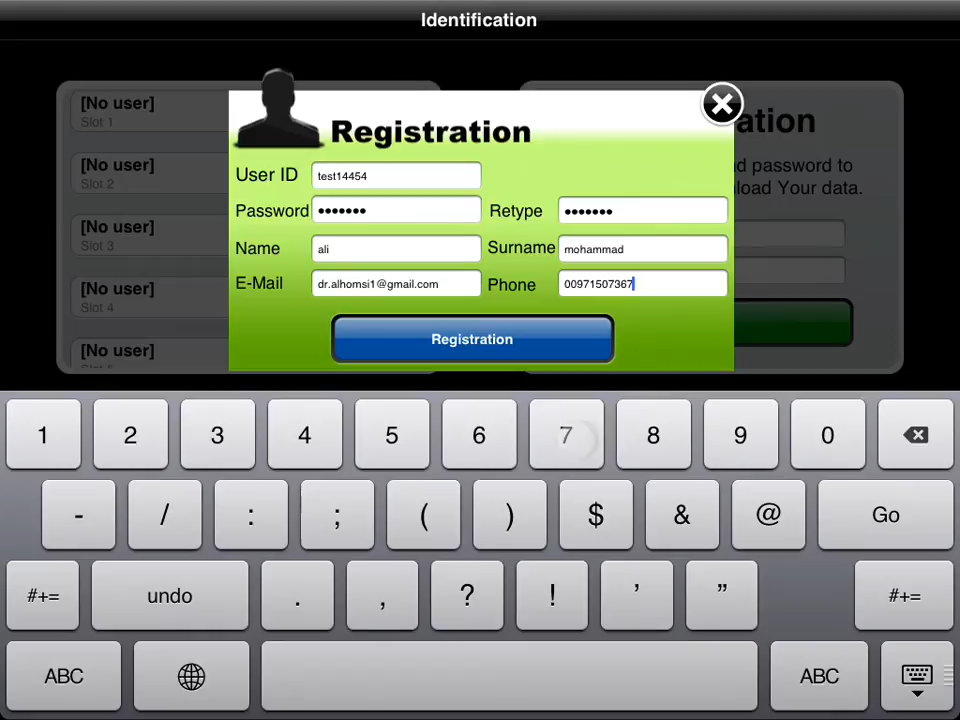 Identification
[No user]
Slot 1
[No user]
Slot 2
[No user]
Slot 3
[No user]
Slot 4
[No user]
Registration
User ID test14454
Password ••••••• Retype •••••••
Name ali Surname mohammad
E-Mail dr.alhomsi1@gmail.com Phone 00971507367
Registration
ation
password to
load Your data.
1 2 3 4 5 6 7 8 9 0
- / : ; ( ) $ & @ Go
#+= undo . , ? ! ’ ” #+=
ABC ABC